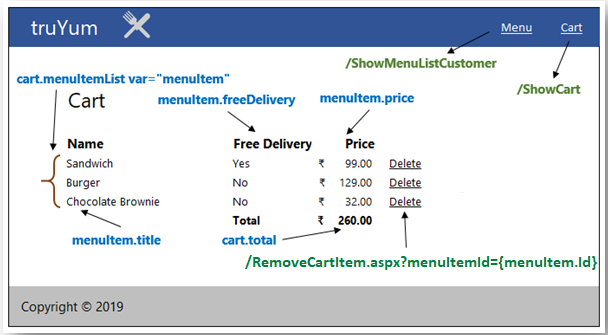 truYum
Menu
Cart
/ShowMenuListCustomer
cart.menuItemList var="menuItem"
/ShowCart
Cart
menuItem.freeDelivery
menuItem.price
Name Free Delivery Price
Sandwich Yes ₹ 99.00 Delete
Burger No ₹ 129.00 Delete
Chocolate Brownie No ₹ 32.00 Delete
Total ₹ 260.00
menuItem.title
cart.total
/RemoveCartItem.aspx?menuItemId={menuItem.Id}
Copyright © 2019